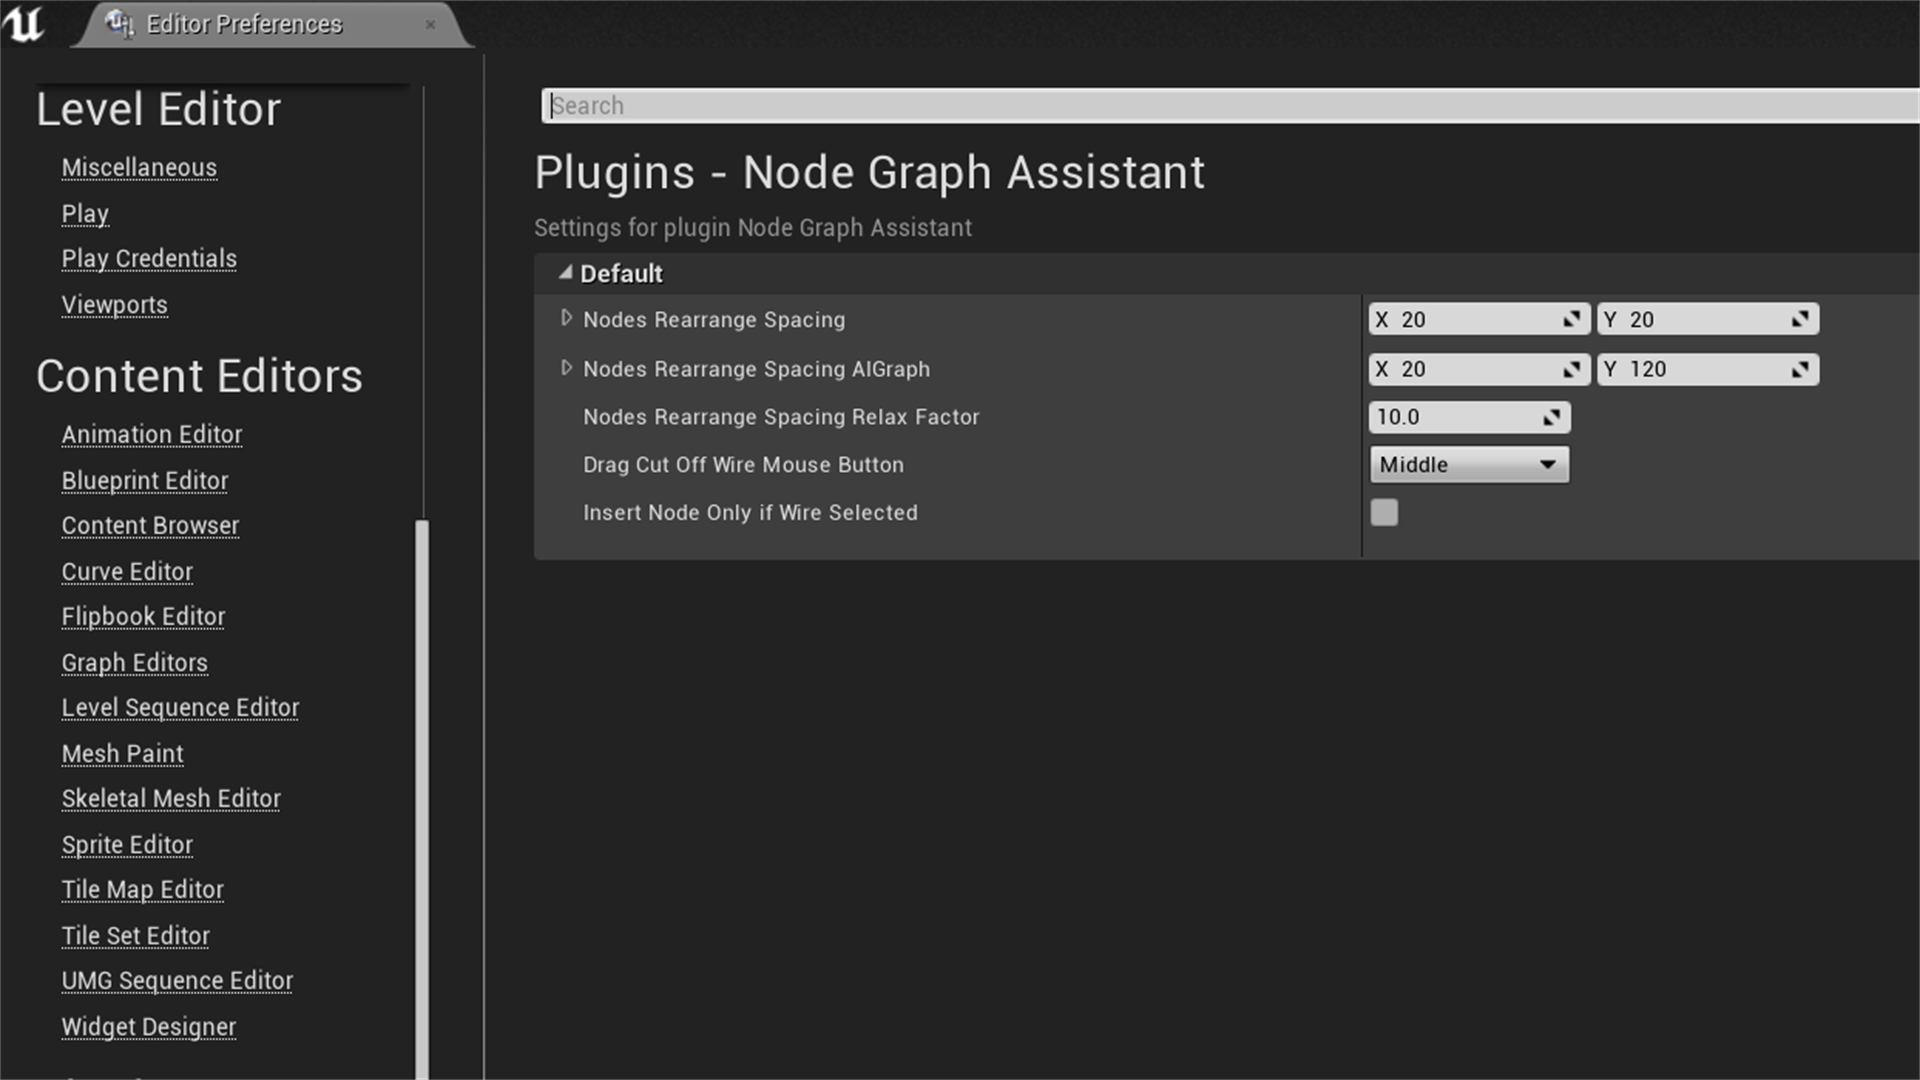 Editor Preferences
Level Editor
Miscellaneous
Play
Play Credentials
Viewports
Content Editors
Animation Editor
Blueprint Editor
Content Browser
Curve Editor
Flipbook Editor
Graph Editors
Level Sequence Editor
Mesh Paint
Skeletal Mesh Editor
Sprite Editor
Tile Map Editor
Tile Set Editor
UMG Sequence Editor
Widget Designer
Search
Plugins - Node Graph Assistant
Settings for plugin Node Graph Assistant
Default
Nodes Rearrange Spacing X 20 Y 20
Nodes Rearrange Spacing AIGraph X 20 Y 120
Nodes Rearrange Spacing Relax Factor 10.0
Drag Cut Off Wire Mouse Button Middle
Insert Node Only if Wire Selected